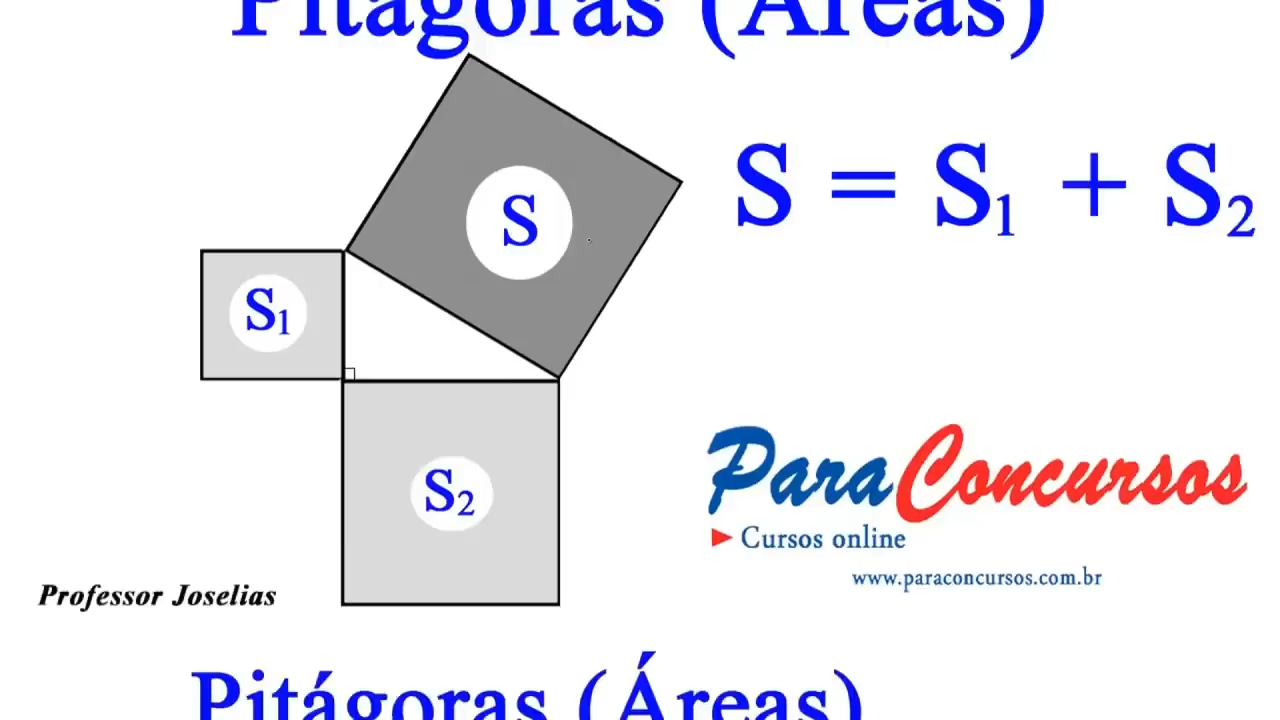 Pitágoras (Áreas)
S = S₁ + S₂
S
S₁
S₂
ParaConcursos
Cursos online
www.paraconcursos.com.br
Professor Joselias
Pitágoras (Áreas)